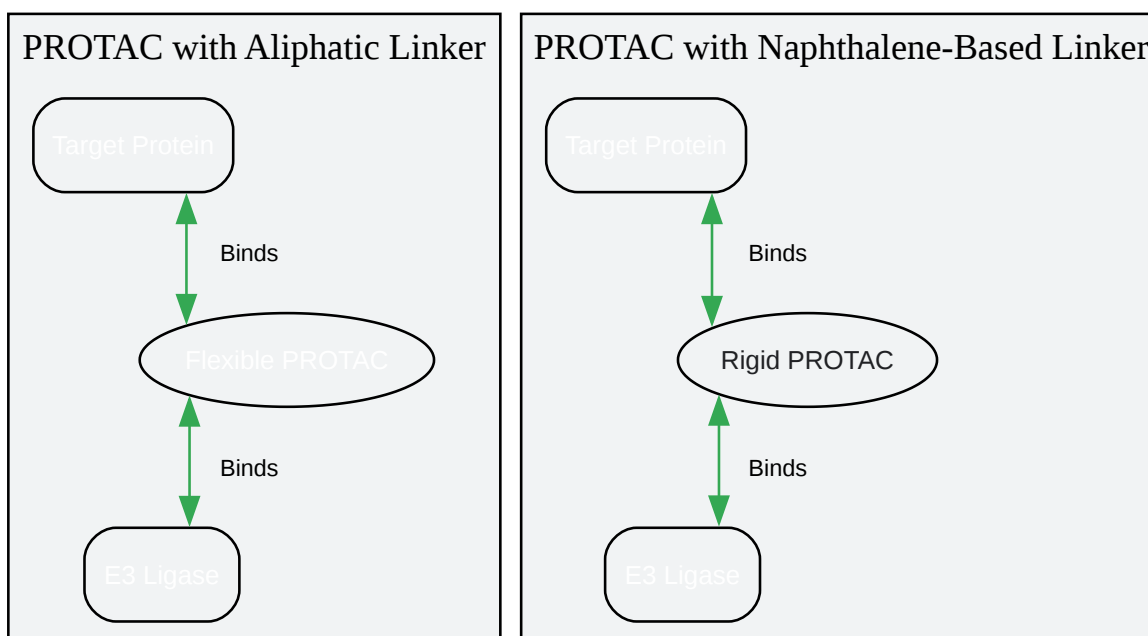 PROTAC with Aliphatic Linker
Target Protein
Binds
Flexible PROTAC
Binds
E3 Ligase
PROTAC with Naphthalene-Based Linker
Target Protein
Binds
Rigid PROTAC
Binds
E3 Ligase